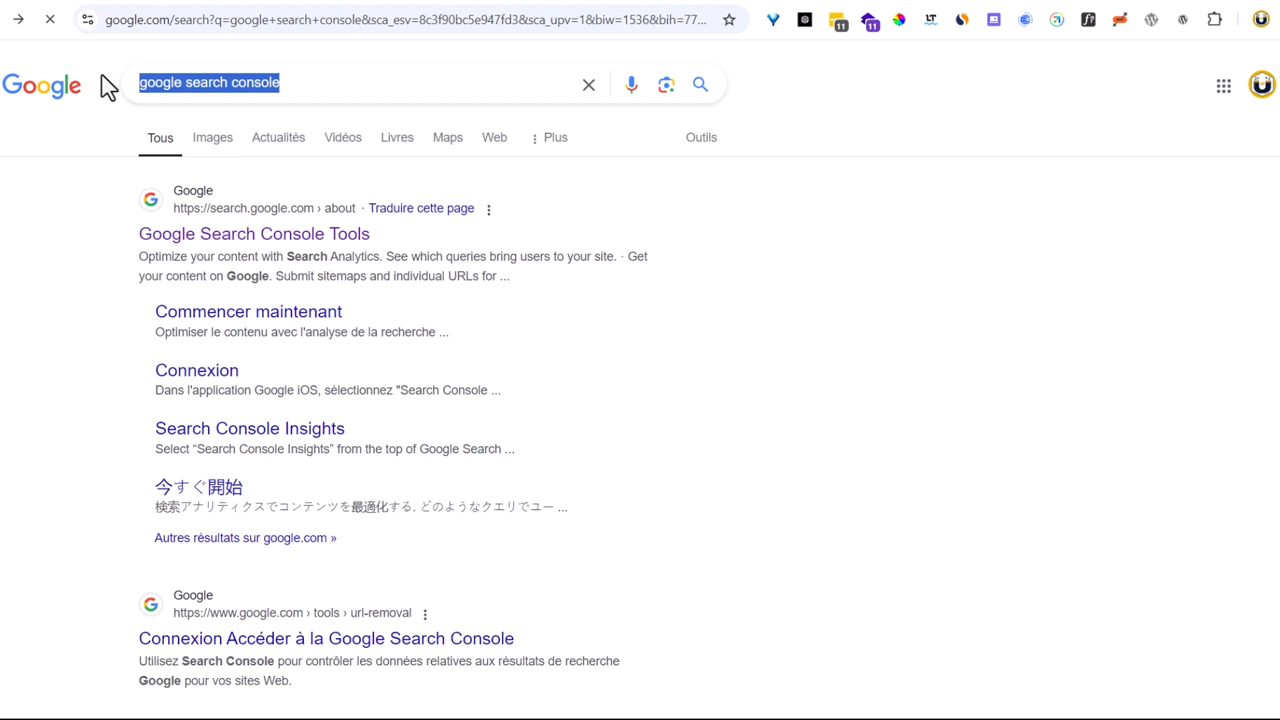 google.com/search?q=google+search+console&sca_esv=8c3f90bc5e947fd3&sca_upv=1&biw=1536&bih=77...
11
11
Google
google search console
Tous Images Actualités Vidéos Livres Maps Web Plus Outils
Google
https://search.google.com › about · Traduire cette page
Google Search Console Tools
Optimize your content with Search Analytics. See which queries bring users to your site. · Get
your content on Google. Submit sitemaps and individual URLs for ...
Commencer maintenant
Optimiser le contenu avec l'analyse de la recherche ...
Connexion
Dans l'application Google iOS, sélectionnez "Search Console ...
Search Console Insights
Select “Search Console Insights” from the top of Google Search ...
今すぐ開始
検索アナリティクスでコンテンツを最適化する. どのようなクエリでユー ...
Autres résultats sur google.com »
Google
https://www.google.com › tools › url-removal
Connexion Accéder à la Google Search Console
Utilisez Search Console pour contrôler les données relatives aux résultats de recherche
Google pour vos sites Web.